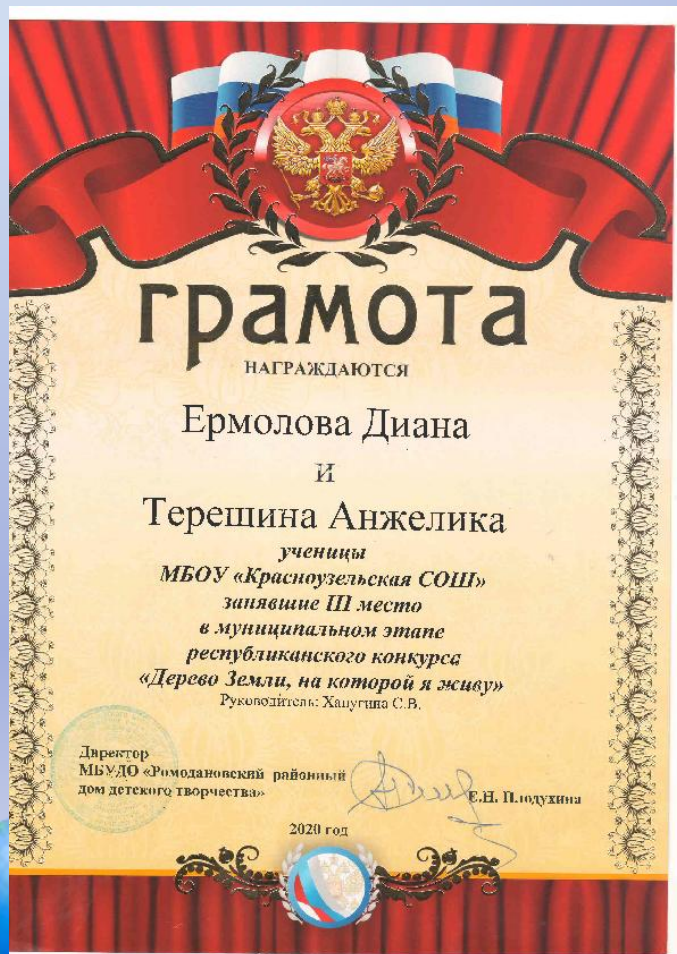 грамота
НАГРАЖДАЮТСЯ
Ермолова Диана
и
Терешина Анжелика
ученицы
МБОУ «Красноузельская СОШ»
занявшие III место
в муниципальном этапе
республиканского конкурса
«Дерево Земли, на которой я живу»
Руководитель: Хапугина С.В.
Директор
МБУДО «Ромодановский районный
дом детского творчества»
Е.Н. Плодухина
2020 год